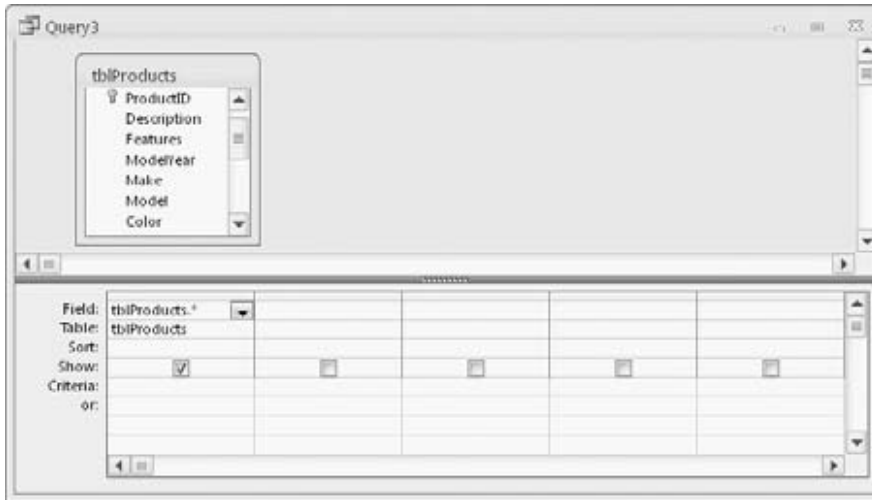 Query3
tblProducts
ProductID
Description
Features
ModelYear
Make
Model
Color
Field: tblProducts.*
Table: tblProducts
Sort:
Show:
Criteria:
or: